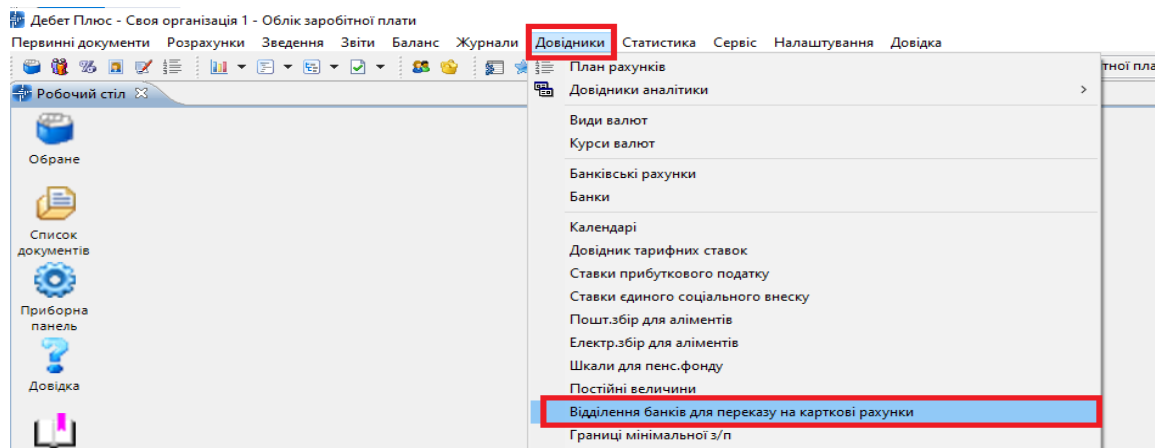 Дебет Плюс - Своя організація 1 - Облік заробітної плати
Первинні документи Розрахунки Зведення Звіти Баланс Журнали Довідники Статистика Сервіс Налаштування Довідка
План рахунків
Робочий стіл
Довідники аналітики
Види валют
Курси валют
Банківські рахунки
Банки
Календарі
Довідник тарифних ставок
Ставки прибуткового податку
Ставки єдиного соціального внеску
Пошт.збір для аліментів
Електр.збір для аліментів
Шкали для пенс.фонду
Постійні величини
Відділення банків для переказу на карткові рахунки
Границі мінімальної з/п
тної пла
Обране
Список
документів
Приборна
панель
Довідка